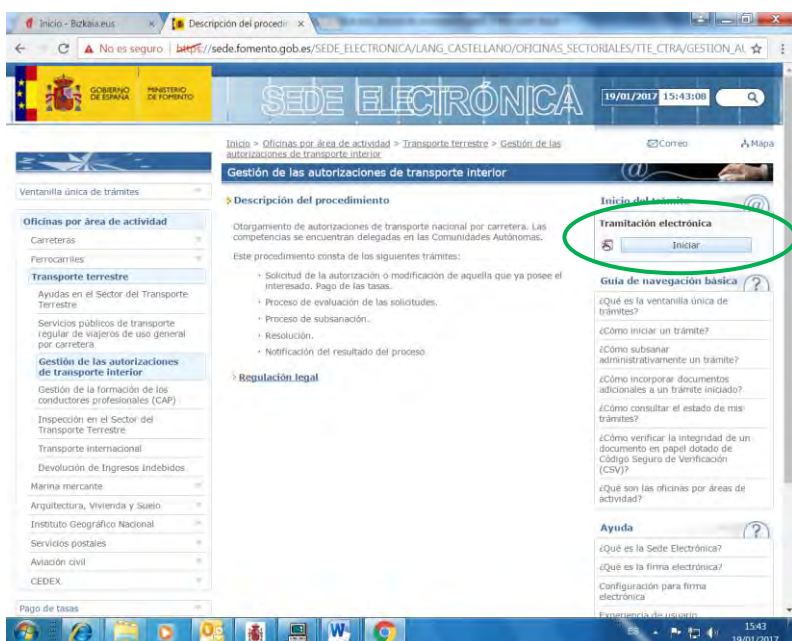 Inicio - Bizkaia.eus
Descripción del procedi
No es seguro | https://sede.fomento.gob.es/SEDE_ELECTRONICA/LANG_CASTELLANO/OFICINAS_SECTORIALES/TTE_CTRA/GESTION_AL
GOBIERNO DE ESPAÑA
MINISTERIO DE FOMENTO
SEDE ELECTRÓNICA
19/01/2017 15:43:08
Inicio > Oficinas por área de actividad > Transporte terrestre > Gestión de las
autorizaciones de transporte interior
Correo
Mapa
Gestión de las autorizaciones de transporte interior
Ventanilla única de trámites
Oficinas por área de actividad
Carreteras
Ferrocarriles
Transporte terrestre
Ayudas en el Sector del Transporte
Terrestre
Servicios públicos de transporte
regular de viajeros de uso general
por carretera
Gestión de las autorizaciones
de transporte interior
Gestión de la formación de los
conductores profesionales (CAP)
Inspección en el Sector del
Transporte Terrestre
Transporte internacional
Devolución de Ingresos Indebidos
Marina mercante
Arquitectura, Vivienda y Suelo
Instituto Geográfico Nacional
Servicios postales
Aviación civil
CEDEX
Pago de tasas
Descripción del procedimiento
Otorgamiento de autorizaciones de transporte nacional por carretera. Las
competencias se encuentran delegadas en las Comunidades Autónomas.
Este procedimiento consta de los siguientes trámites:
· Solicitud de la autorización o modificación de aquella que ya posee el
interesado. Pago de las tasas.
· Proceso de evaluación de las solicitudes.
· Proceso de subsanación.
· Resolución.
· Notificación del resultado del proceso
Regulación legal
Inicio del trámite
Tramitación electrónica
Iniciar
Guía de navegación básica
¿Qué es la ventanilla única de
trámites?
¿Cómo iniciar un trámite?
¿Cómo subsanar
administrativamente un trámite?
¿Cómo incorporar documentos
adicionales a un trámite iniciado?
¿Cómo consultar el estado de mis
trámites?
¿Cómo verificar la integridad de un
documento en papel dotado de
Código Seguro de Verificación
(CSV)?
¿Qué son las oficinas por áreas de
actividad?
Ayuda
¿Qué es la Sede Electrónica?
¿Qué es la firma electrónica?
Configuración para firma
electrónica
Experiencia de usuario
ES
15:43
19/01/2017